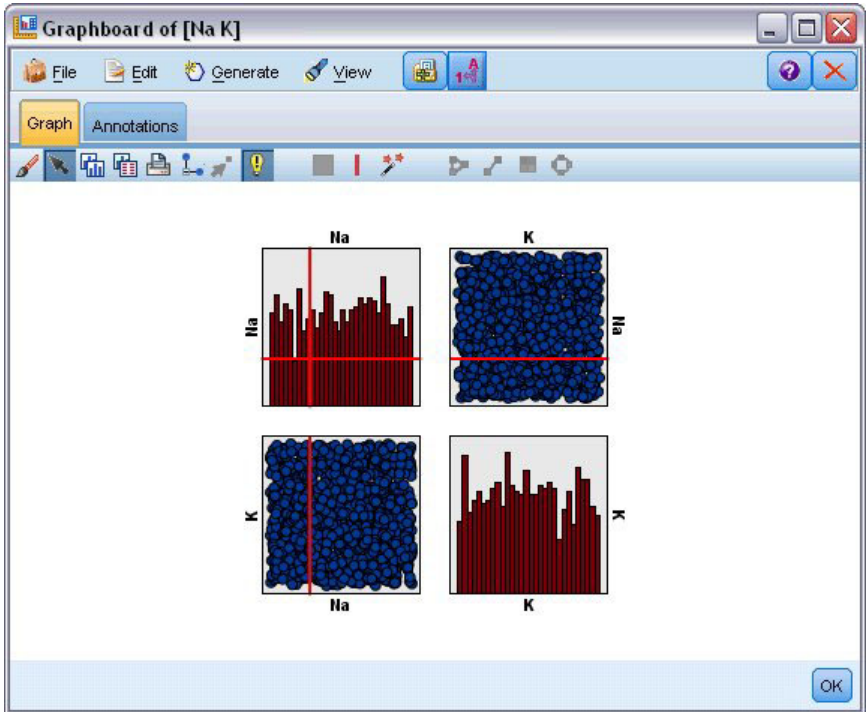 Graphboard of [Na K]
File Edit Generate View
Graph Annotations
Na K
Na Na
K K
Na K
OK